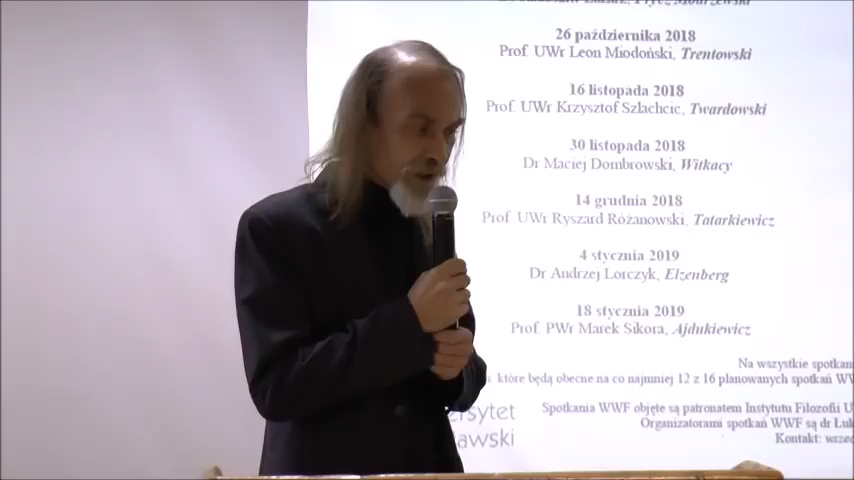 26 października 2018
Prof. UWr Leon Miodoński, Trentowski
16 listopada 2018
Prof. UWr Krzysztof Szlachcic, Twardowski
30 listopada 2018
Dr Maciej Dombrowski, Witkacy
14 grudnia 2018
Prof. UWr Ryszard Różanowski, Tatarkiewicz
4 stycznia 2019
Dr Andrzej Lorczyk, Elzenberg
18 stycznia 2019
Prof. PWr Marek Sikora, Ajdukiewicz
Na wszystkie spotkan
które będą obecne na co najmniej 12 z 16 planowanych spotkań WW
Spotkania WWF objęte są patronatem Instytutu Filozofii U
Organizatorami spotkań WWF są dr Łuk
Kontakt: wszec
ersytet
awski